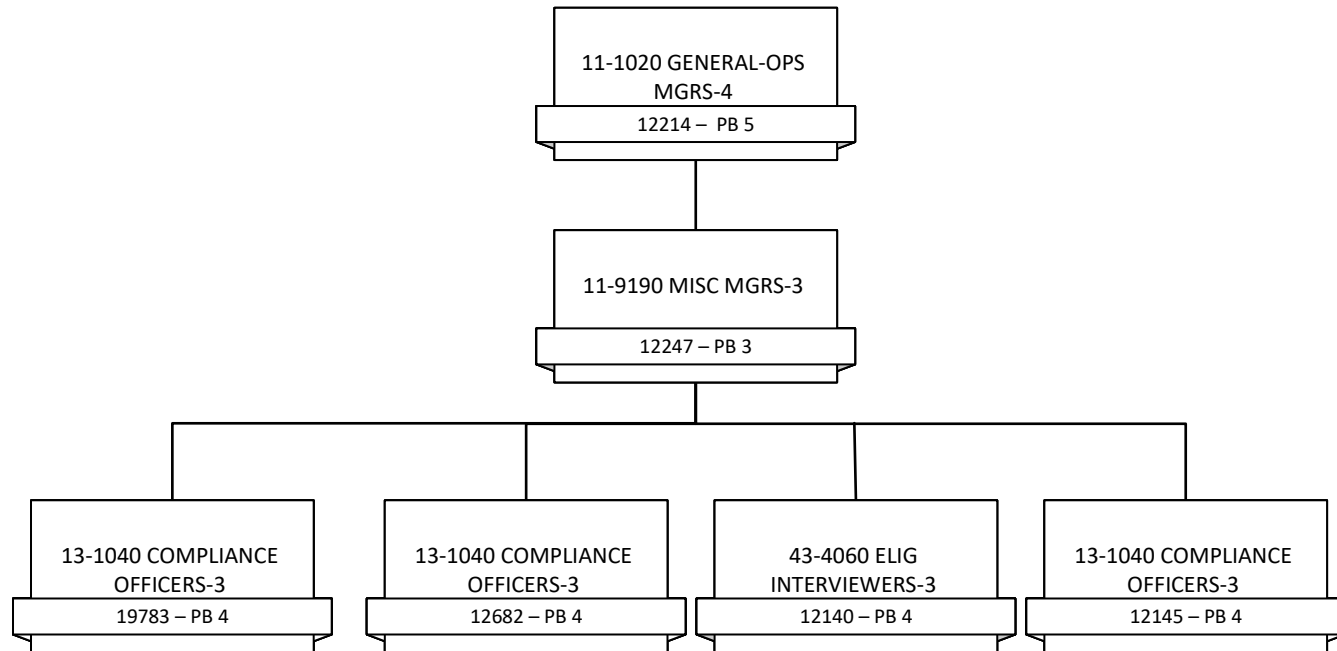 11-1020 GENERAL-OPS
MGRS-4
12214 – PB 5
11-9190 MISC MGRS-3
12247 – PB 3
13-1040 COMPLIANCE
OFFICERS-3
19783 – PB 4
13-1040 COMPLIANCE
OFFICERS-3
12682 – PB 4
43-4060 ELIG
INTERVIEWERS-3
12140 – PB 4
13-1040 COMPLIANCE
OFFICERS-3
12145 – PB 4